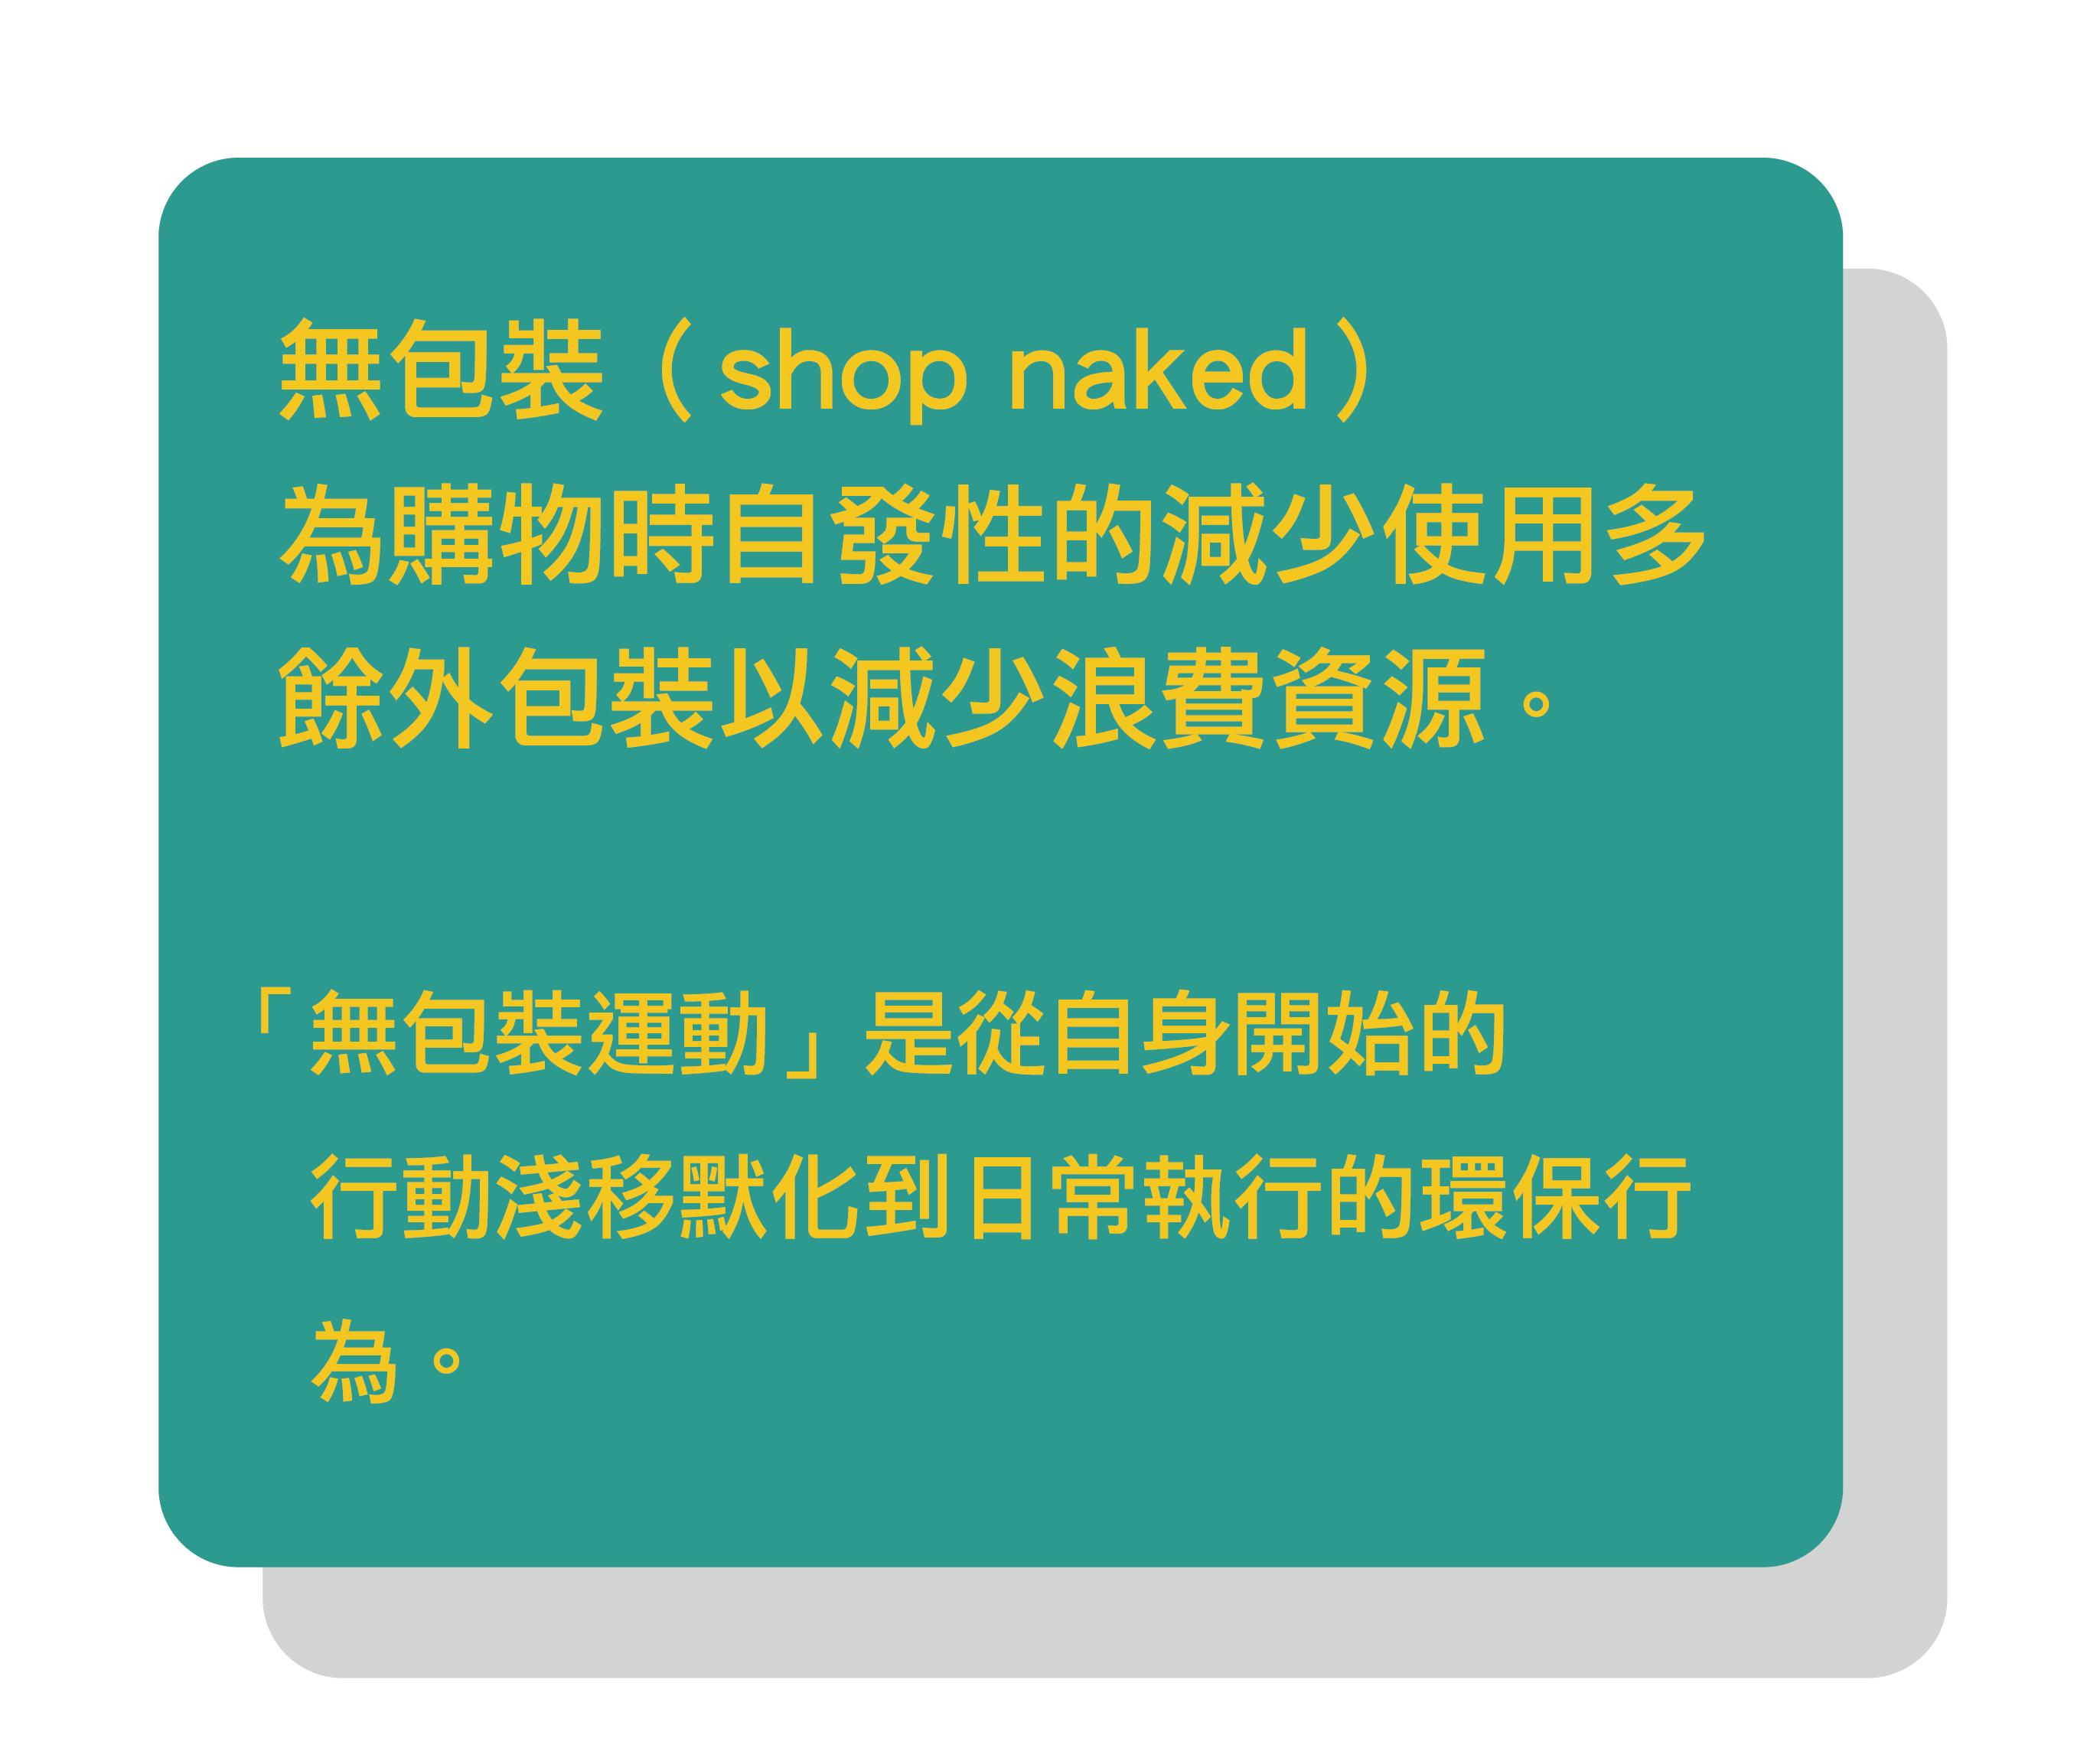 無包裝（shop naked）
為購物時自發性的減少使用多
餘外包裝以減少浪費資源。
「無包裝運動」是從自身開始的
行動淺移默化到日常執行的環保行
為。